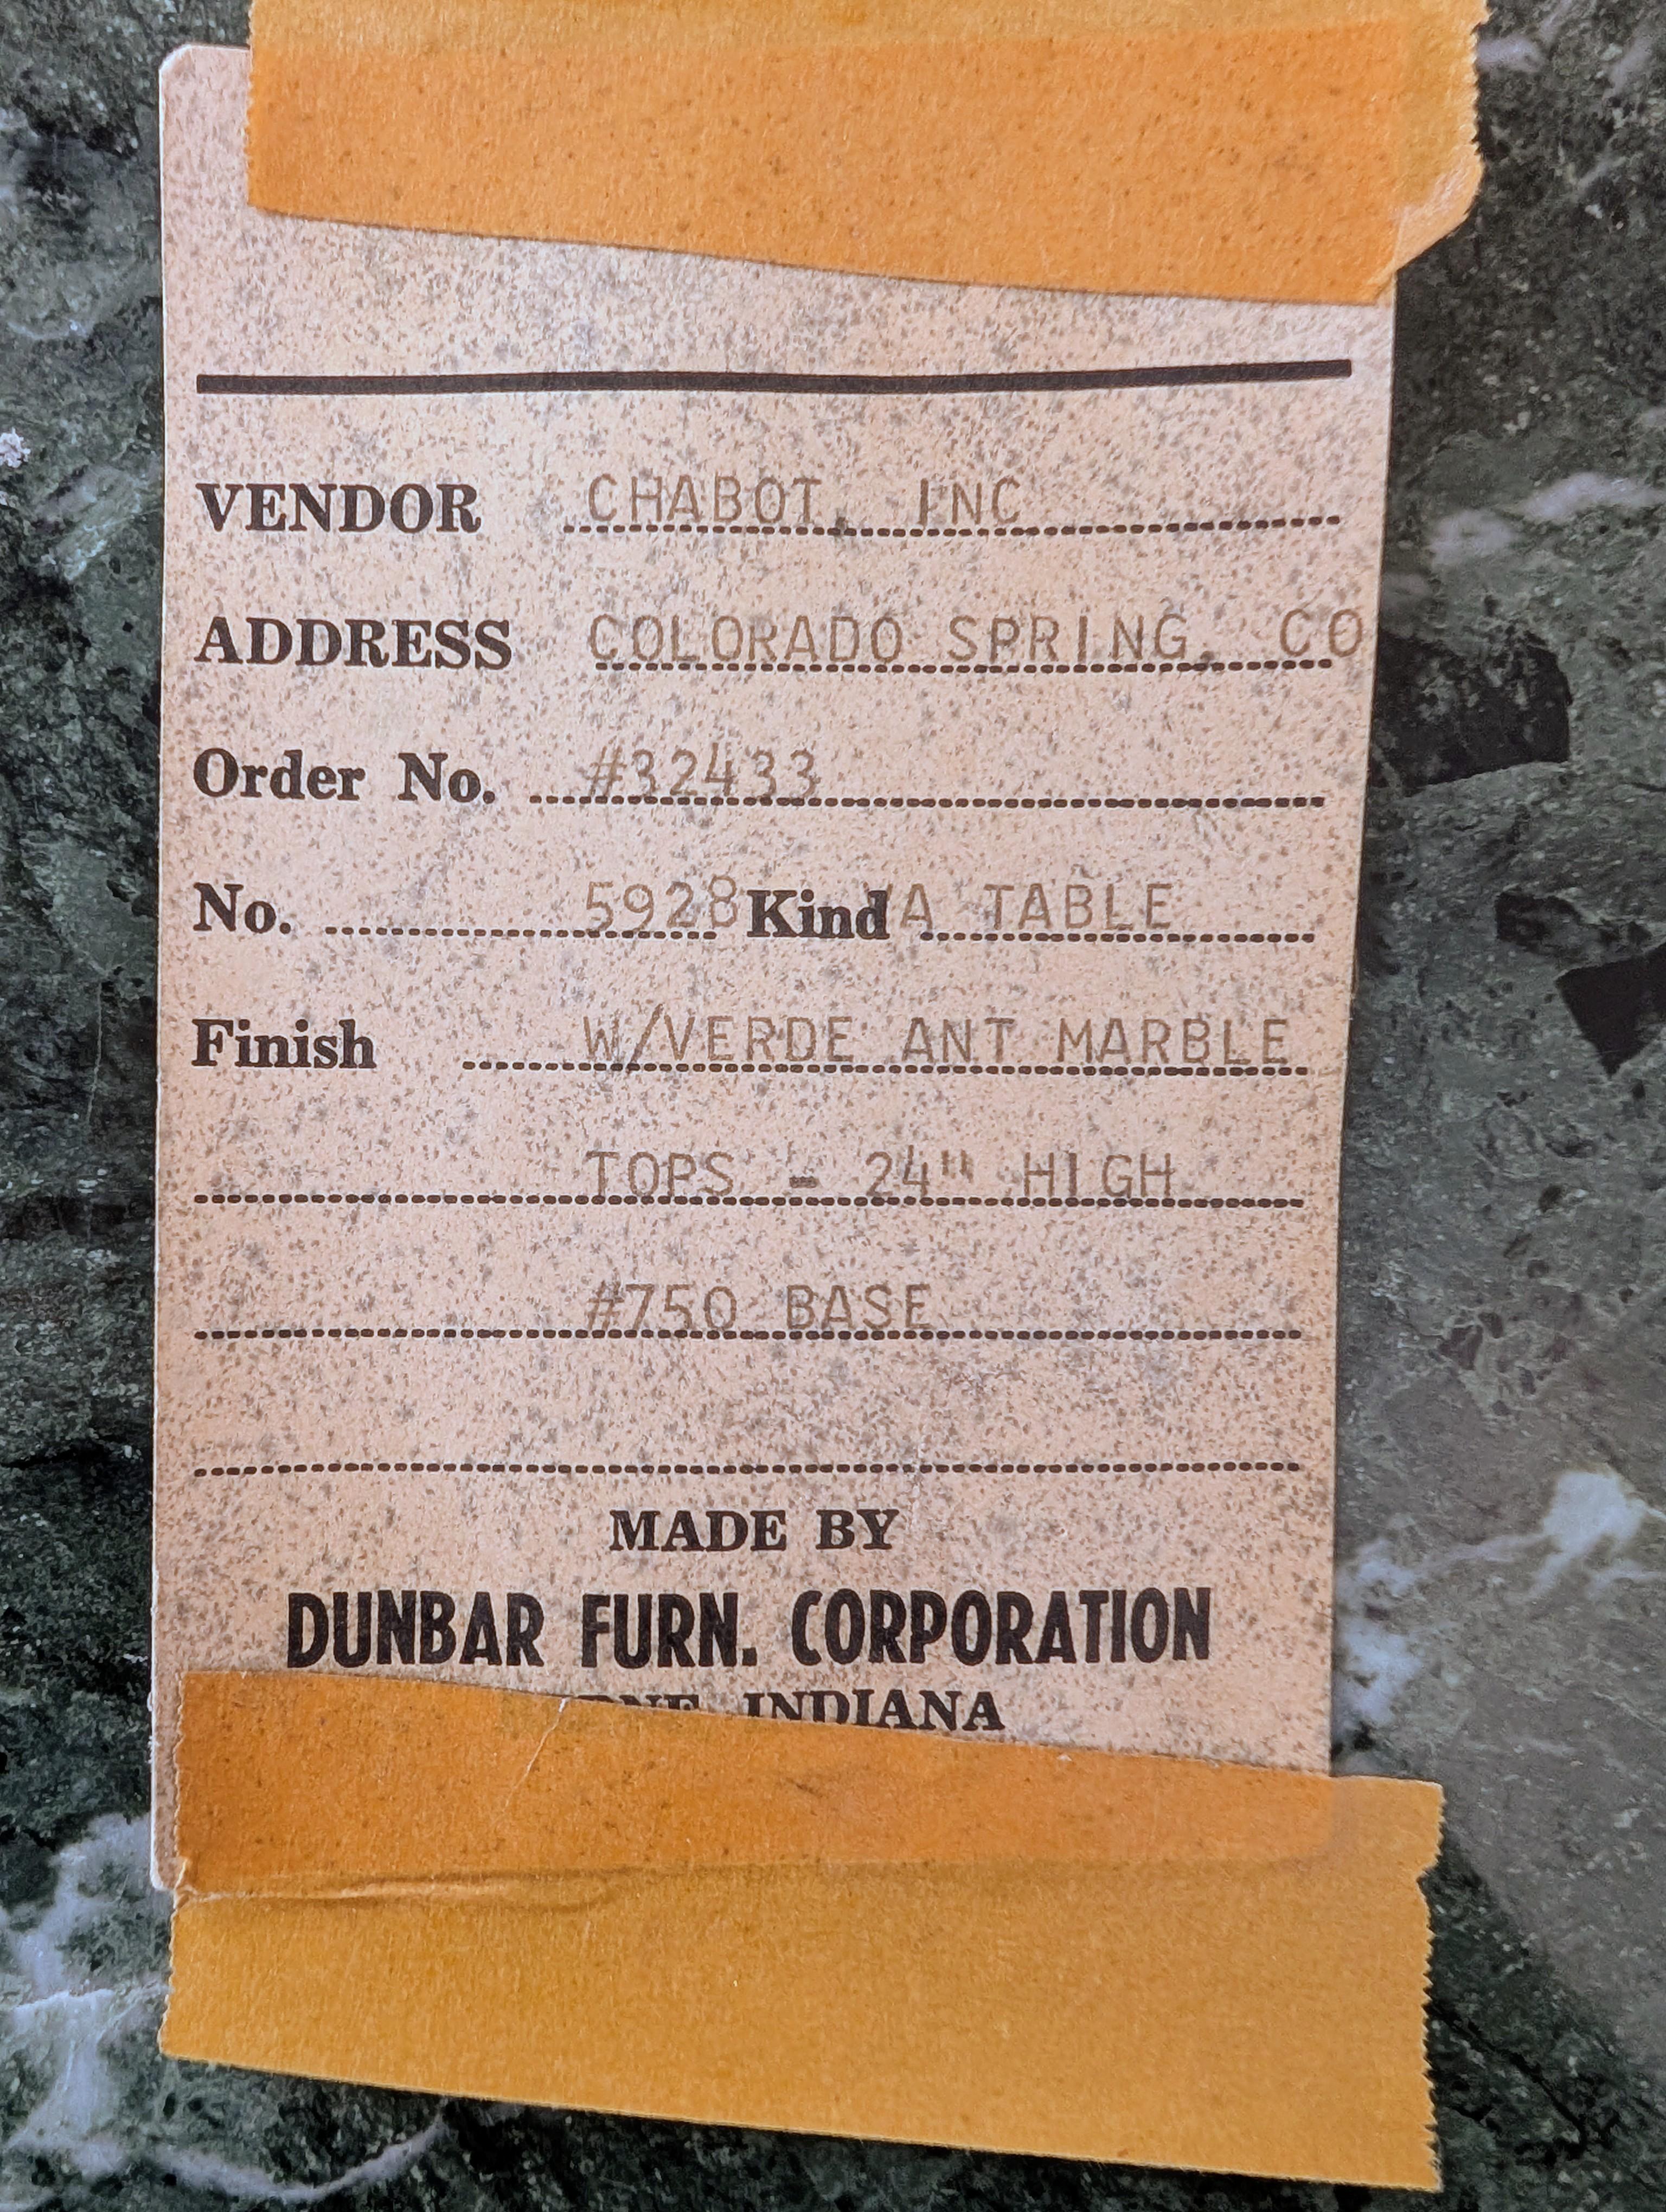 VENDOR CHABOT, INC
ADDRESS COLORADO SPRING, CO
Order No. #32433
No. 5928 Kind A TABLE
Finish W/VERDE ANT MARBLE
TOPS - 24" HIGH
#750 BASE
MADE BY
DUNBAR FURN. CORPORATION
INDIANA